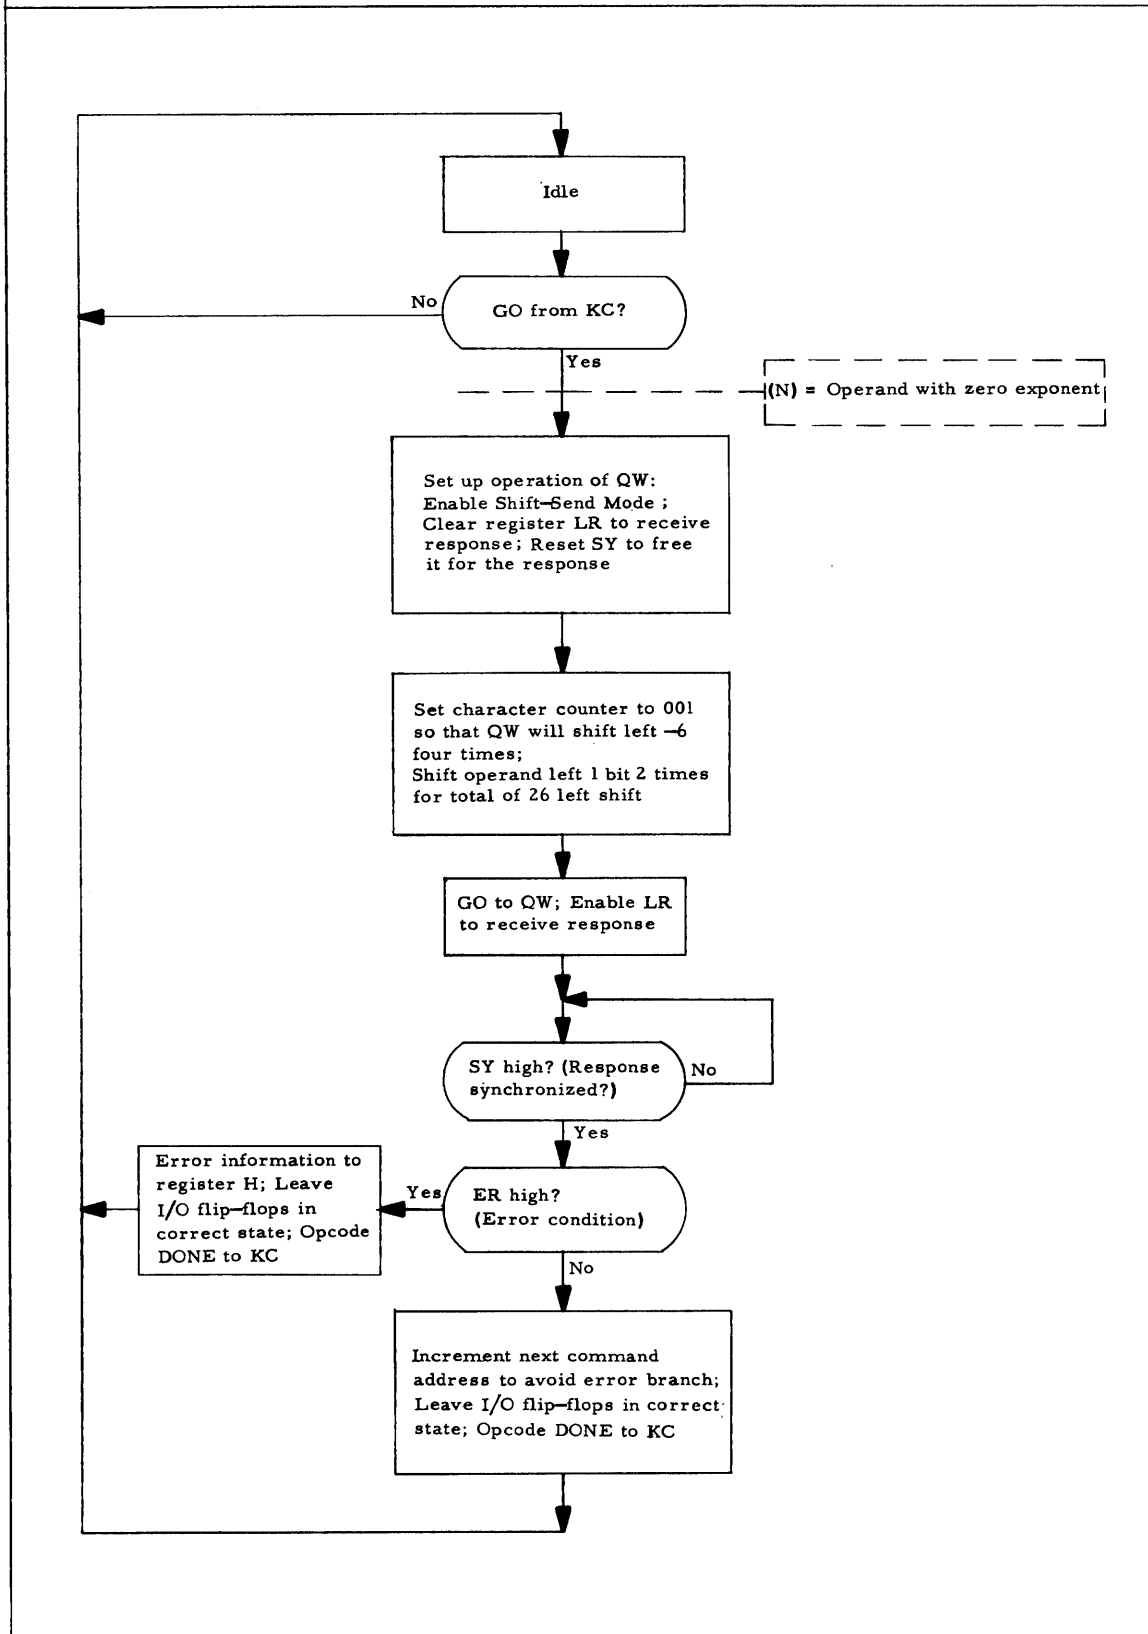 Idle
No
GO from KC?
Yes
(N) = Operand with zero exponent
Set up operation of QW:
Enable Shift—Send Mode ;
Clear register LR to receive
response; Reset SY to free
it for the response
Set character counter to 001
so that QW will shift left —6
four times;
Shift operand left 1 bit 2 times
for total of 26 left shift
GO to QW; Enable LR
to receive response
SY high? (Response
synchronized?)
No
Yes
Error information to
register H; Leave
I/O flip—flops in
correct state; Opcode
DONE to KC
Yes
ER high?
(Error condition)
No
Increment next command
address to avoid error branch;
Leave I/O flip—flops in correct
state; Opcode DONE to KC